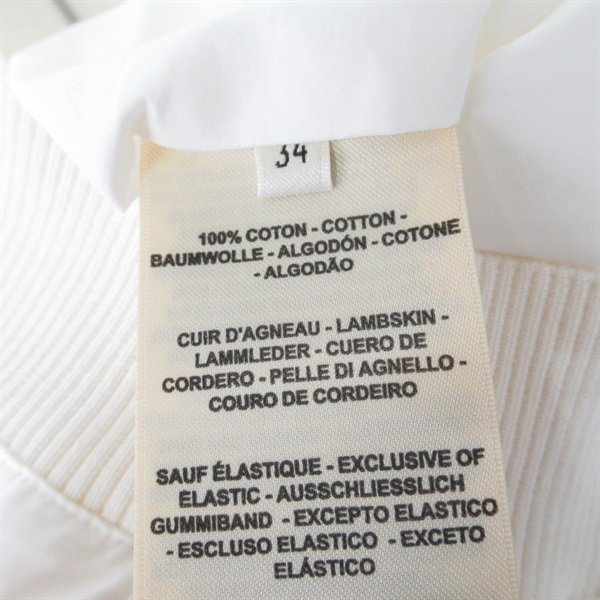 34
100% COTON - COTTON -
BAUMWOLLE - ALGODÓN - COTONE
- ALGODÃO
CUIR D'AGNEAU - LAMBSKIN -
LAMMLEDER - CUERO DE
CORDERO - PELLE DI AGNELLO -
COURO DE CORDEIRO
SAUF ÉLASTIQUE - EXCLUSIVE OF
ELASTIC - AUSSCHLIESSLICH
GUMMIBAND - EXCEPTO ELASTICO
- ESCLUSO ELASTICO - EXCETO
ELÁSTICO